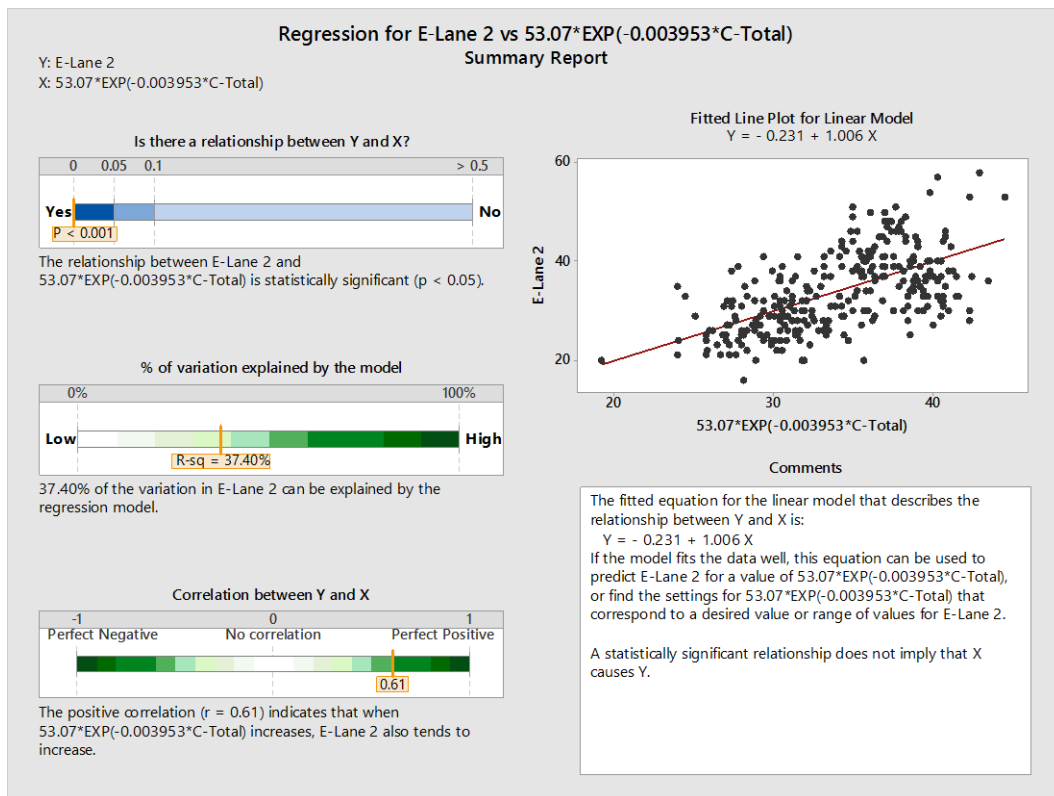 Regression for E-Lane 2 vs 53.07*EXP(-0.003953*C-Total)
Summary Report
Y: E-Lane 2
X: 53.07*EXP(-0.003953*C-Total)
Is there a relationship between Y and X?
0 0.05 0.1 > 0.5
Yes No
P < 0.001
The relationship between E-Lane 2 and
53.07*EXP(-0.003953*C-Total) is statistically significant (p < 0.05).
% of variation explained by the model
0% 100%
Low High
R-sq = 37.40%
37.40% of the variation in E-Lane 2 can be explained by the
regression model.
Correlation between Y and X
-1 0 1
Perfect Negative No correlation Perfect Positive
0.61
The positive correlation (r = 0.61) indicates that when
53.07*EXP(-0.003953*C-Total) increases, E-Lane 2 also tends to
increase.
Fitted Line Plot for Linear Model
Y = - 0.231 + 1.006 X
60
40
20
E-Lane 2
20 30 40
53.07*EXP(-0.003953*C-Total)
Comments
The fitted equation for the linear model that describes the
relationship between Y and X is:
Y = - 0.231 + 1.006 X
If the model fits the data well, this equation can be used to
predict E-Lane 2 for a value of 53.07*EXP(-0.003953*C-Total),
or find the settings for 53.07*EXP(-0.003953*C-Total) that
correspond to a desired value or range of values for E-Lane 2.
A statistically significant relationship does not imply that X
causes Y.